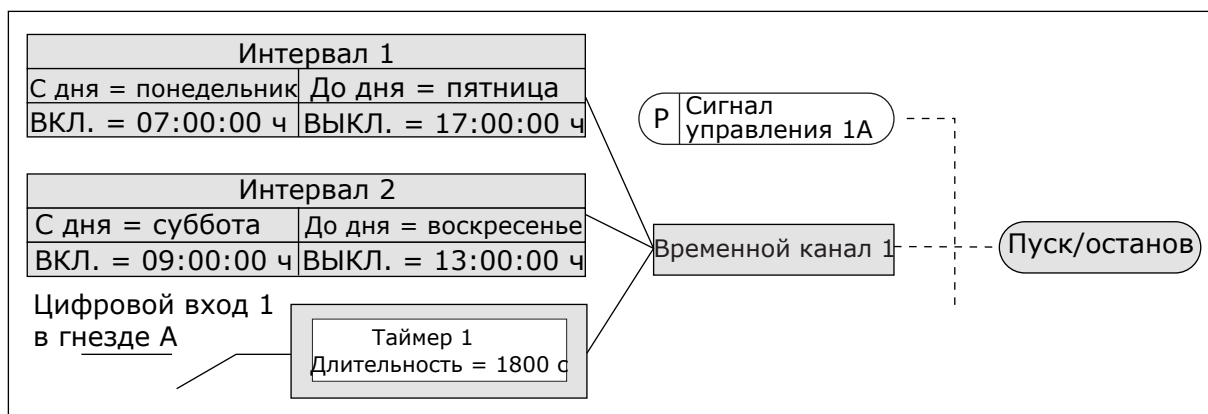 Интервал 1
С дня = понедельник До дня = пятница
ВКЛ. = 07:00:00 ч ВЫКЛ. = 17:00:00 ч
P Сигнал
управления 1А
Интервал 2
С дня = суббота До дня = воскресенье
ВКЛ. = 09:00:00 ч ВЫКЛ. = 13:00:00 ч
Временной канал 1
Пуск/останов
Цифровой вход 1
в гнезде А
Таймер 1
Длительность = 1800 с